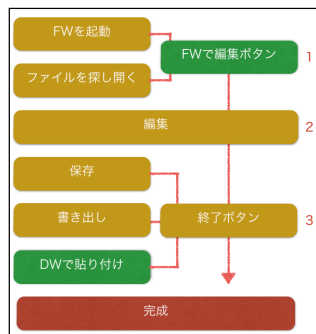 FWを起動
FWで編集ボタン
1
ファイルを探し開く
編集
2
保存
書き出し
終了ボタン
3
DWで貼り付け
完成